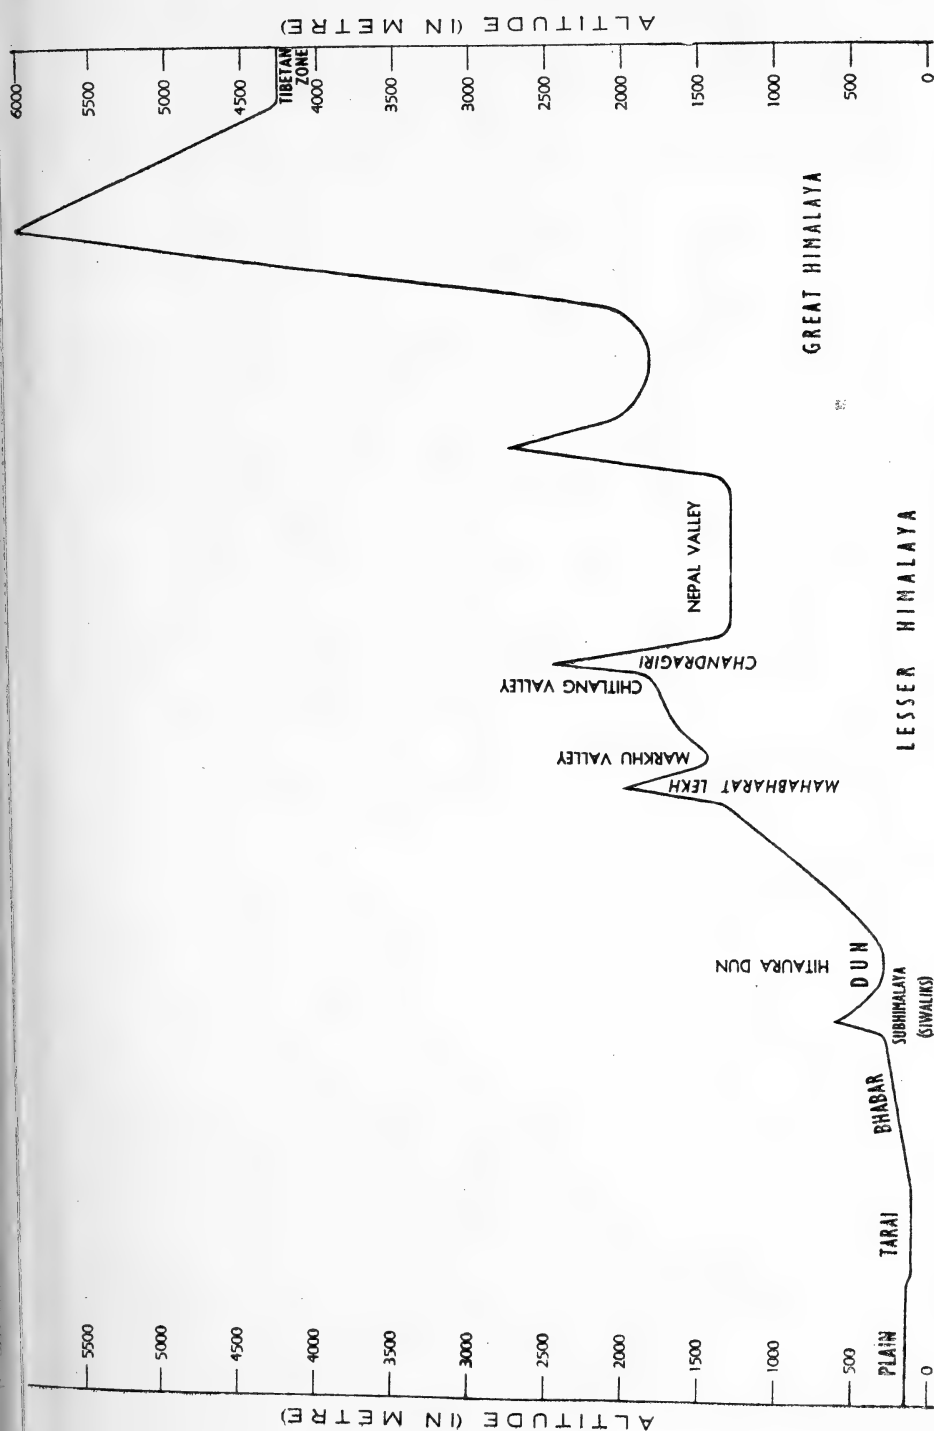 ALTITUDE (IN METRE)
6000
5500
5000
4500
TIBETAN
ZONE
4000
3500
3000
2500
2000
1500
1000
500
0
GREAT HIMALAYA
NEPAL VALLEY
CHANDRAGIRI
CHITLANG VALLEY
MARKHU VALLEY
MAHABHARAT LEKH
LESSER HIMALAYA
HITAURA DUN
DUN
SUBHIMALAYA
(SIWALIKS)
BHABAR
TARAI
PLAIN
5500
5000
4500
4000
3500
3000
2500
2000
1500
1000
500
0
ALTITUDE (IN METRE)